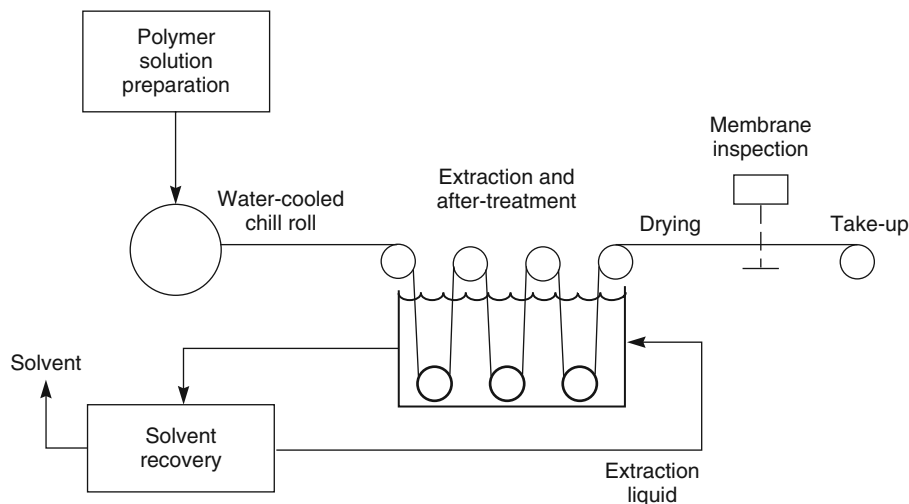 Polymer
solution
preparation
Membrane
inspection
Water-cooled
chill roll
Extraction and
after-treatment
Drying
Take-up
Solvent
Solvent
recovery
Extraction
liquid